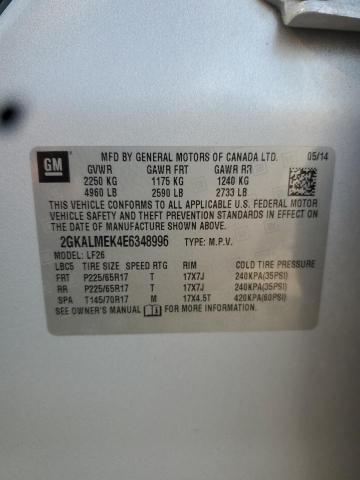 GM
MFD BY GENERAL MOTORS OF CANADA LTD. 05/14
GVWR GAWR FRT GAWR RR
2250 KG 1175 KG 1240 KG
4960 LB 2590 LB 2733 LB
THIS VEHICLE CONFORMS TO ALL APPLICABLE U.S. FEDERAL MOTOR
VEHICLE SAFETY AND THEFT PREVENTION STANDARDS IN EFFECT ON
THE DATE OF MANUFACTURE SHOWN ABOVE.
2GKALMEK4E6348996 TYPE: M.P.V.
MODEL: LF26
LBC5 TIRE SIZE SPEED RTG RIM COLD TIRE PRESSURE
FRT P225/65R17 T 17X7J 240KPA(35PSI)
RR P225/65R17 T 17X7J 240KPA(35PSI)
SPA T145/70R17 M 17X4.5T 420KPA(60PSI)
SEE OWNER'S MANUAL FOR MORE INFORMATION